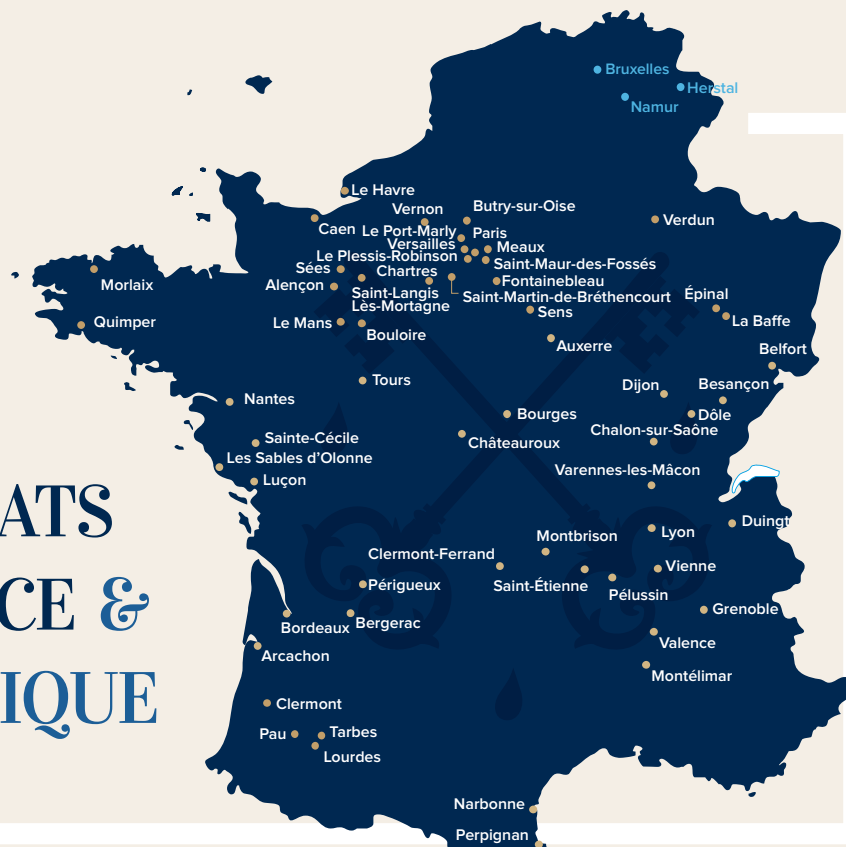 Bruxelles
Herstal
Namur
Le Havre
Vernon
Butry-sur-Oise
Verdun
Caen
Le Port-Marly
Paris
Versailles
Meaux
Le Plessis-Robinson
Saint-Maur-des-Fossés
Sées
Chartres
Morlaix
Alençon
Fontainebleau
Saint-Langis
Lès-Mortagne
Saint-Martin-de-Bréthencourt
Épinal
Sens
La Baffe
Quimper
Le Mans
Bouloire
Auxerre
Belfort
Tours
Dijon
Besançon
Nantes
Bourges
Dôle
Chalon-sur-Saône
Sainte-Cécile
Châteauroux
Les Sables d’Olonne
Varennes-les-Mâcon
Luçon
ATS
Duingt
Montbrison
Lyon
Clermont-Ferrand
Vienne
Périgueux
Saint-Étienne
Pélussin
CE &
Grenoble
Bordeaux
Bergerac
Valence
Arcachon
Montélimar
IQUE
Clermont
Pau
Tarbes
Lourdes
Narbonne
Perpignan